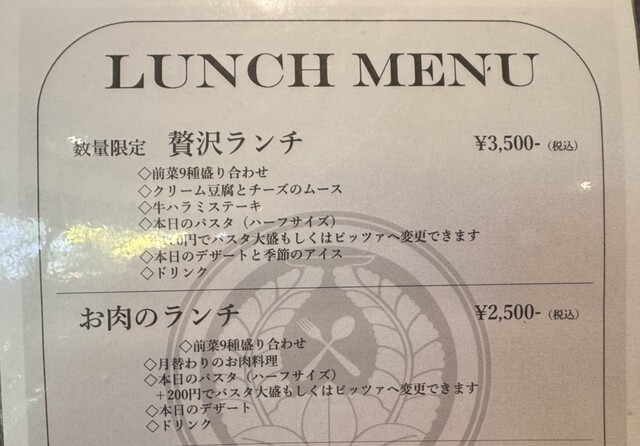 LUNCH MENU
数量限定 贅沢ランチ ¥3,500-（税込）
◇前菜9種盛り合わせ
◇クリーム豆腐とチーズのムース
◇牛ハラミステーキ
◇本日のパスタ（ハーフサイズ）
00円でパスタ大盛もしくはピッツァへ変更できます
◇本日のデザートと季節のアイス
◇ドリンク
お肉のランチ ¥2,500-（税込）
◇前菜9種盛り合わせ
◇月替わりのお肉料理
◇本日のパスタ（ハーフサイズ）
＋200円でパスタ大盛もしくはピッツァへ変更できます
◇本日のデザート
◇ドリンク